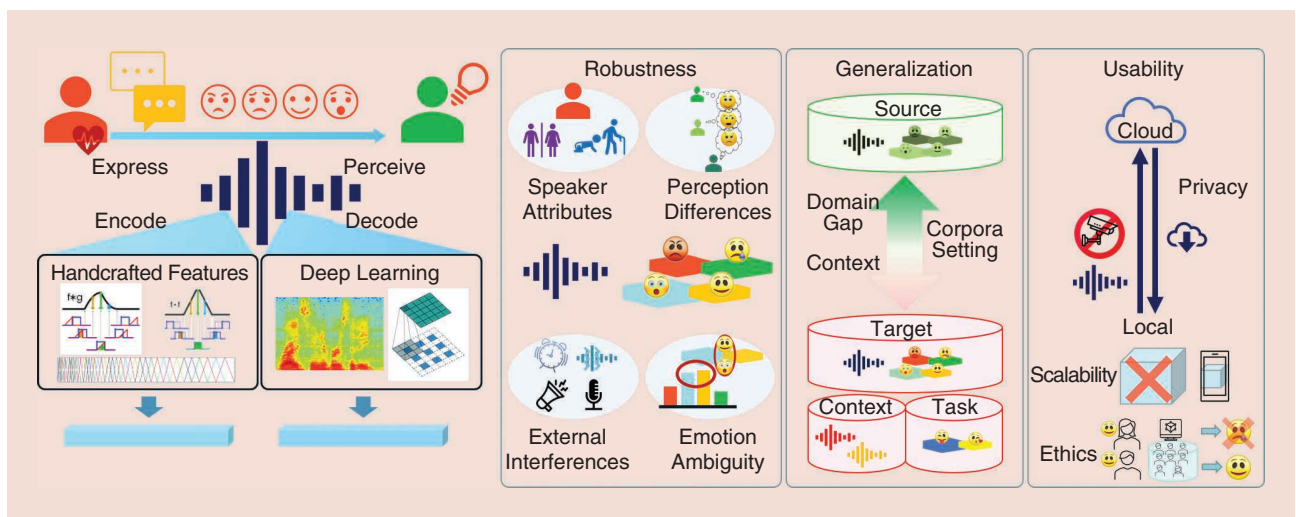 Express
Perceive
Encode
Decode
Handcrafted Features
f*g
Deep Learning
Robustness
Speaker
Attributes
Perception
Differences
External
Interferences
Emotion
Ambiguity
Generalization
Source
Domain
Gap
Corpora
Setting
Context
Target
Context
Task
Usability
Cloud
Privacy
Local
Scalability
Ethics